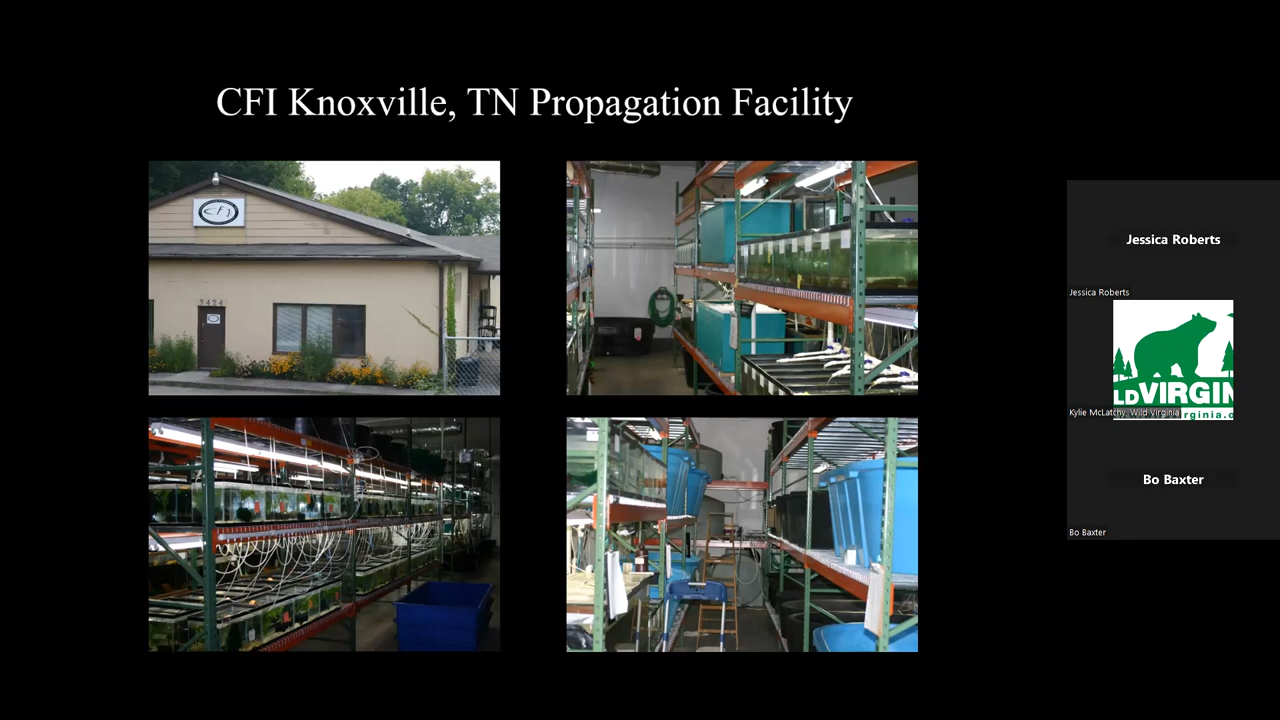 CFI Knoxville, TN Propagation Facility
CFI
Jessica Roberts
Jessica Roberts
LDVIRGIN
Kylie McLatchy, Wild Virginia
rginia.o
Bo Baxter
Bo Baxter